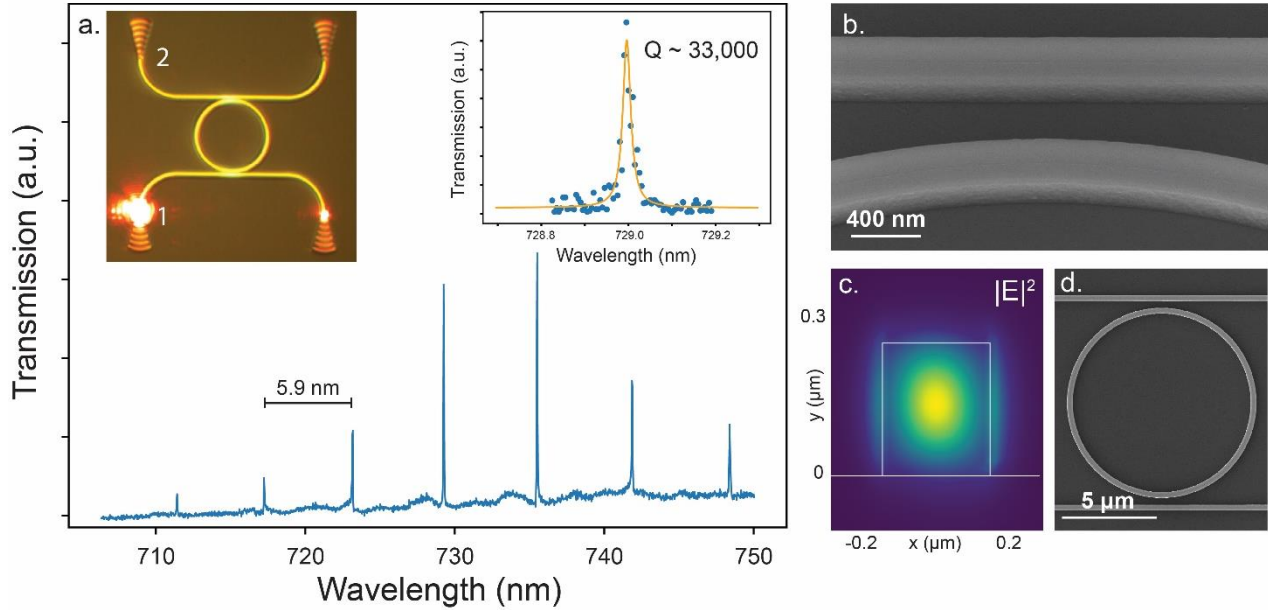 a.
2
1
Transmission (a.u.)
5.9 nm
710
720
730
740
750
Wavelength (nm)
Q ~ 33,000
Transmission (a.u.)
728.8
729.0
729.2
Wavelength (nm)
b.
400 nm
c.
|E|²
0.3
y (µm)
0
-0.2
x (µm)
0.2
d.
5 µm